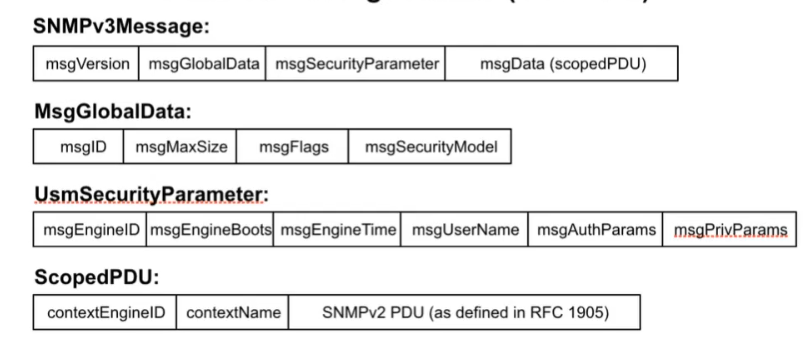 SNMPv3Message:
msgVersion msgGlobalData msgSecurityParameter msgData (scopedPDU)
MsgGlobalData:
msgID msgMaxSize msgFlags msgSecurityModel
UsmSecurityParameter:
msgEngineID msgEngineBoots msgEngineTime msgUserName msgAuthParams msgPrivParams
ScopedPDU:
contextEngineID contextName SNMPv2 PDU (as defined in RFC 1905)